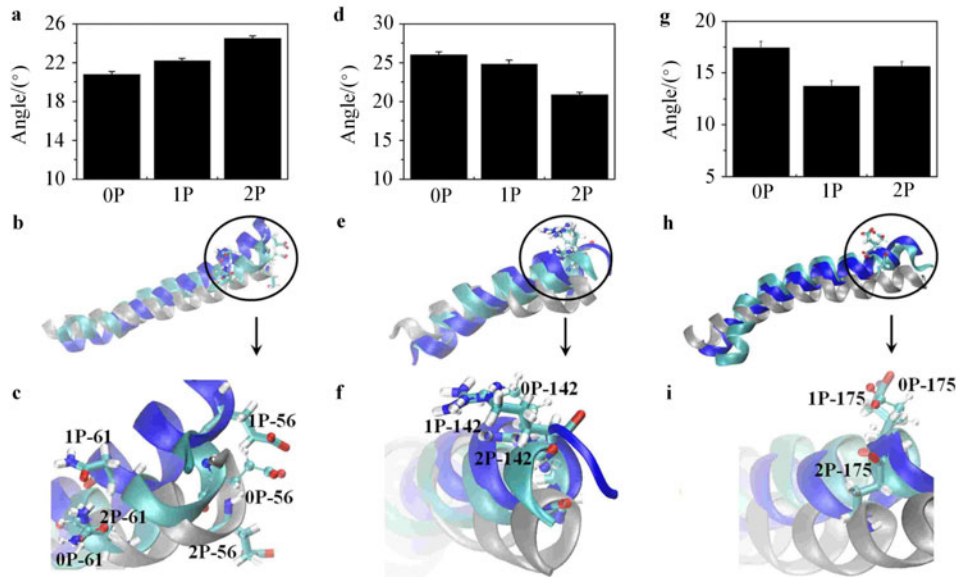 a
Angle/(°)
26
22
18
14
10
0P 1P 2P
b
c
1P-61
1P-56
0P-56
2P-61
0P-61
2P-56
d
Angle/(°)
30
25
20
15
10
0P 1P 2P
e
f
0P-142
1P-142
2P-142
g
Angle/(°)
20
15
10
5
0P 1P 2P
h
i
0P-175
1P-175
2P-175